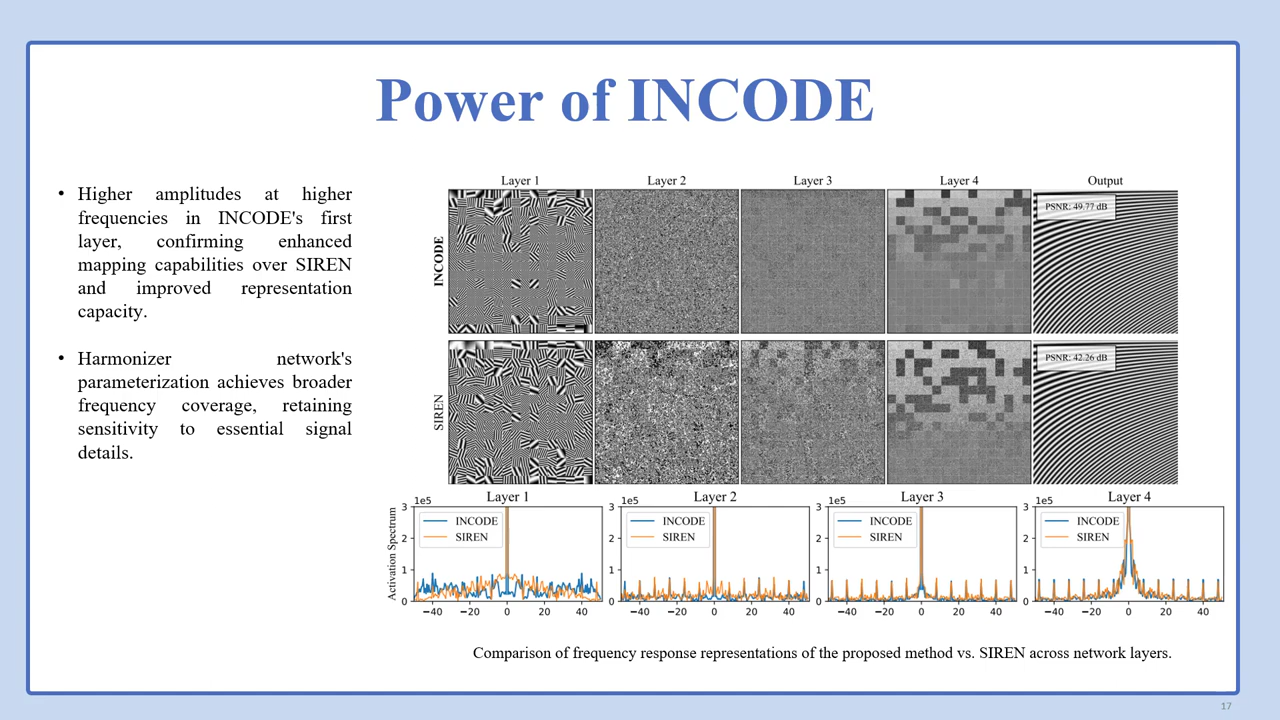 Power of INCODE
• Higher amplitudes at higher
frequencies in INCODE's first
layer, confirming enhanced
mapping capabilities over SIREN
and improved representation
capacity.
• Harmonizer network's
parameterization achieves broader
frequency coverage, retaining
sensitivity to essential signal
details.
Layer 1 Layer 2 Layer 3 Layer 4 Output
INCODE
PSNR: 49.77 dB
SIREN
PSNR: 42.26 dB
Layer 1 Layer 2 Layer 3 Layer 4
1e5 1e5 1e5 1e5
Activation Spectrum
INCODE INCODE INCODE INCODE
SIREN SIREN SIREN SIREN
3 3 3 3
2 2 2 2
1 1 1 1
0 0 0 0
−40 −20 0 20 40 −40 −20 0 20 40 −40 −20 0 20 40 −40 −20 0 20 40
Comparison of frequency response representations of the proposed method vs. SIREN across network layers.
17